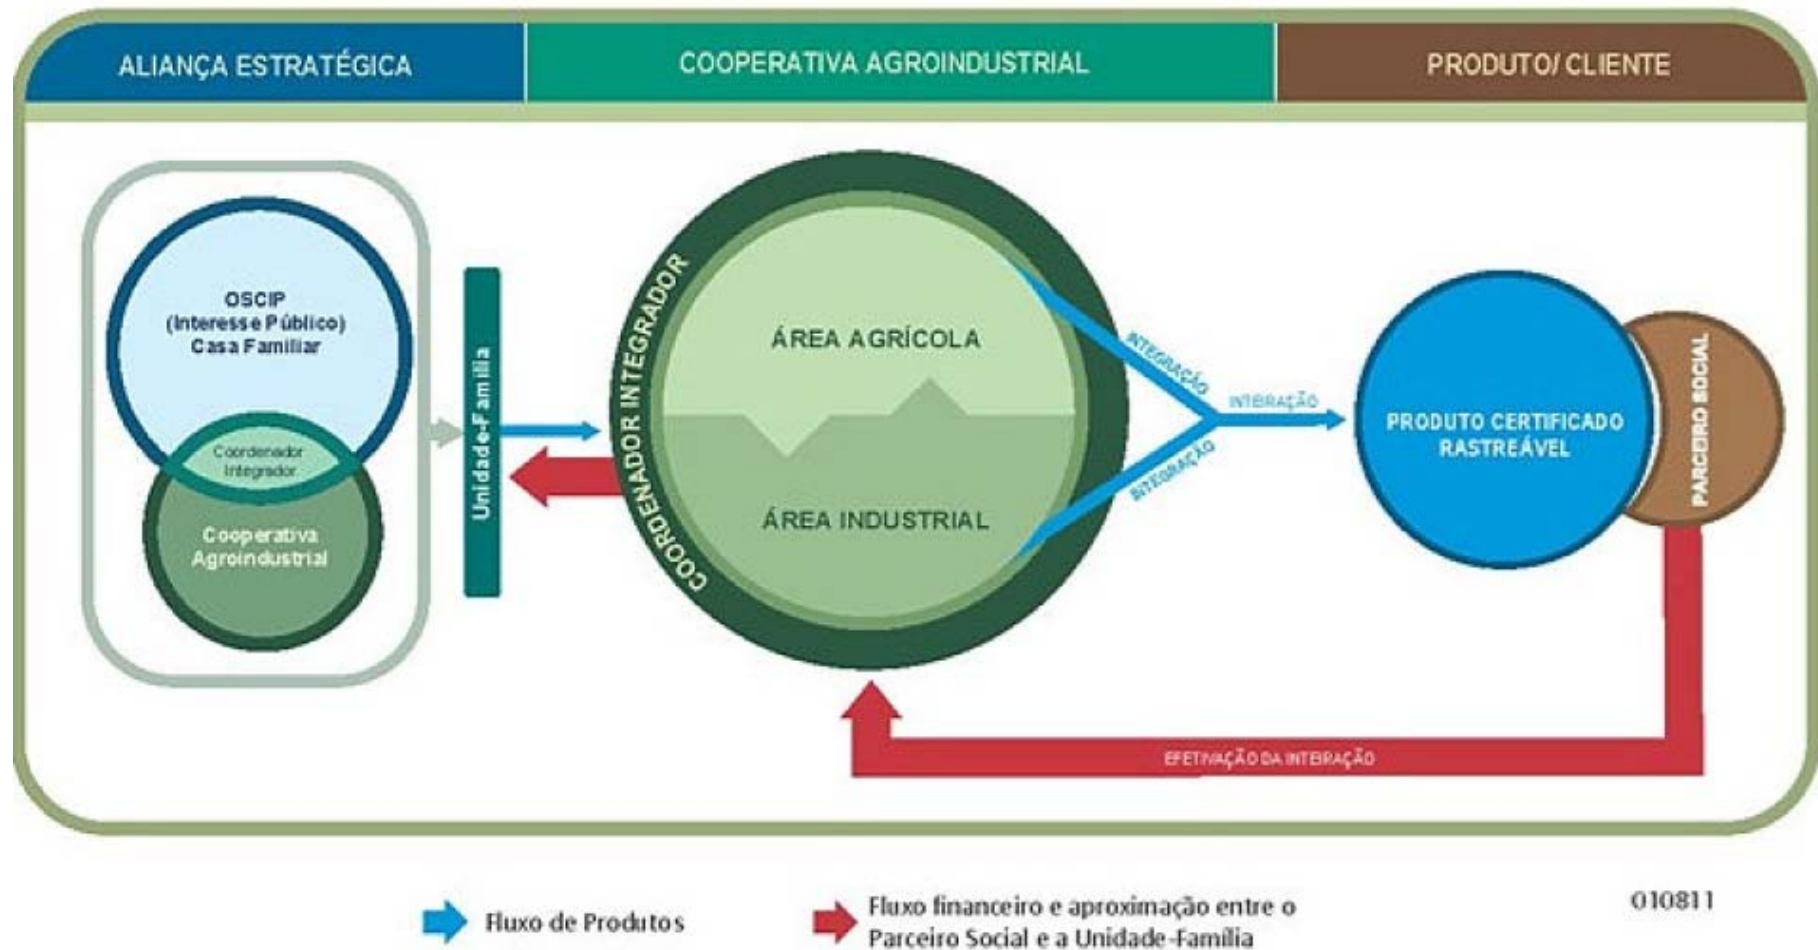 ALIANÇA ESTRATÉGICA
COOPERATIVA AGROINDUSTRIAL
PRODUTO/ CLIENTE
OSCIP
(Interesse Público)
Casa Familiar
Coordenador
Integrador
Cooperativa
Agroindustrial
Unidade-Família
COORDENADOR INTEGRADOR
ÁREA AGRÍCOLA
ÁREA INDUSTRIAL
INTEGRAÇÃO
INTEGRAÇÃO
INTERAÇÃO
PRODUTO CERTIFICADO
RASTREÁVEL
PARCEIRO SOCIAL
EFETIVAÇÃO DA INTERAÇÃO
Fluxo de Produtos
Fluxo financeiro e aproximação entre o
Parceiro Social e a Unidade-Família
010811